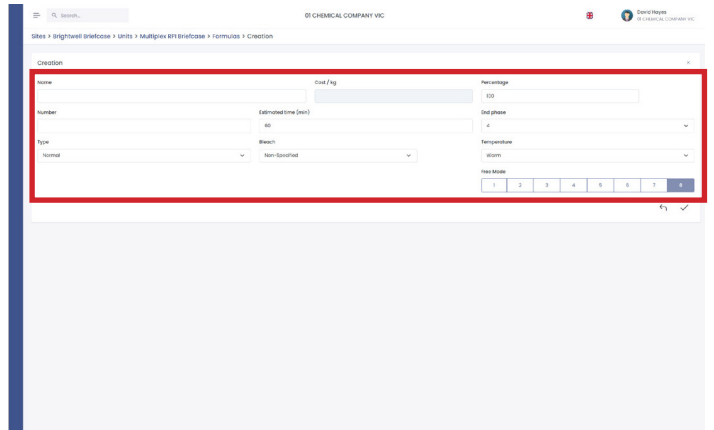 Search...
01 CHEMICAL COMPANY VIC
David Hayes
01 CHEMICAL COMPANY VIC
Sites > Brightwell Briefcase > Units > Multiplex RPI Briefcase > Formulas > Creation
Creation
Name
Cost / kg
Percentage
100
Number
Estimated time (min)
End phase
60
4
Type
Bleach
Temperature
Normal
Non-Specified
Warm
Free Mode
1 2 3 4 5 6 7 8